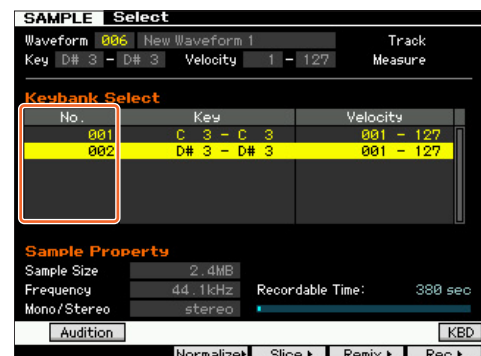 SAMPLE Select
Waveform 006 New Waveform 1 Track
Key D# 3 - D# 3 Velocity 1 - 127 Measure
Keybank Select
No. Key Velocity
001 C 3 - C 3 001 - 127
002 D# 3 - D# 3 001 - 127
Sample Property
Sample Size 2.4MB
Frequency 44.1kHz Recordable Time: 380 sec
Mono/Stereo stereo
Audition KBD
Normalize Slice Remix Rec